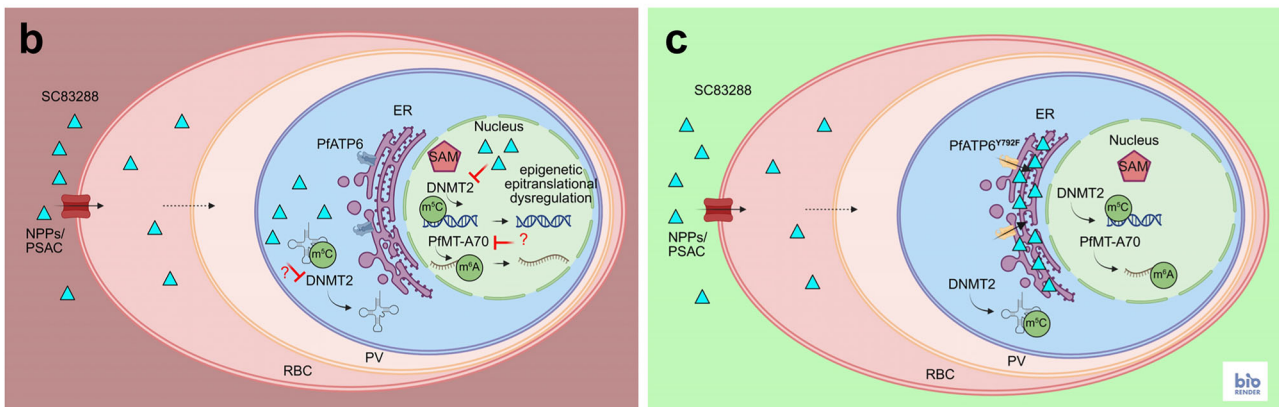 b
SC83288
NPPs/
PSAC
RBC
PV
ER
PfATP6
Nucleus
SAM
DNMT2
m⁵C
epigenetic
epitranslational
dysregulation
PfMT-A70
?
m⁶A
m⁵C
?
DNMT2
c
SC83288
NPPs/
PSAC
RBC
PV
ER
PfATP6ʸ⁷⁹²ᶠ
Nucleus
SAM
DNMT2
m⁵C
PfMT-A70
m⁶A
DNMT2
m⁵C
bio
RENDER